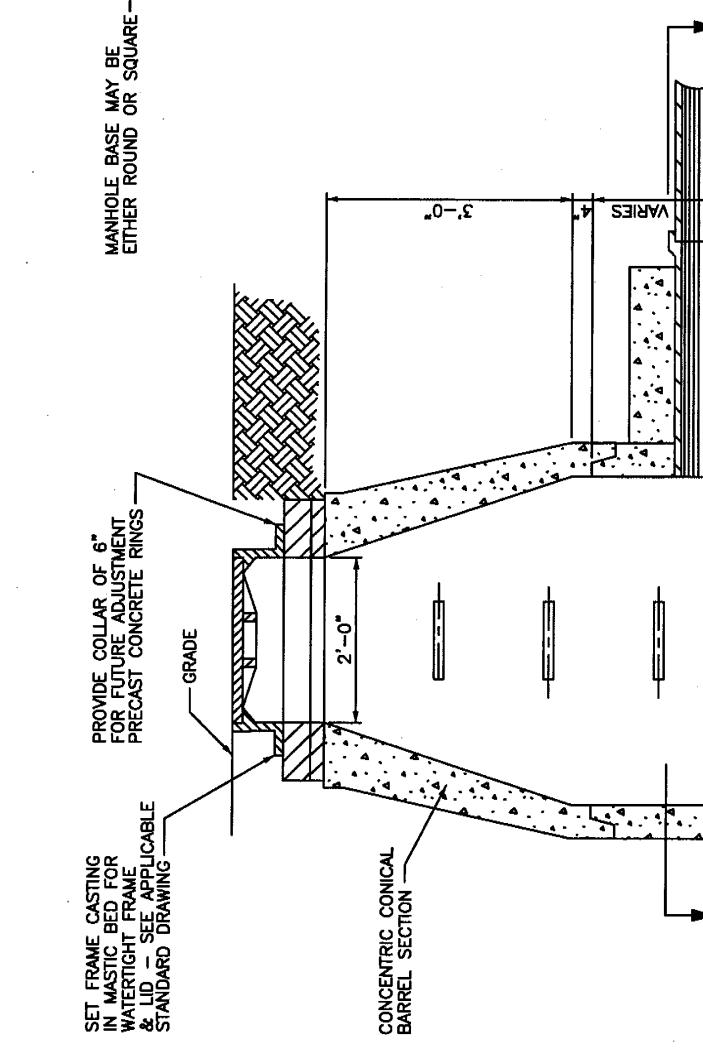 SET FRAME CASTING
IN MASTIC BED FOR
WATERTIGHT FRAME
& LID – SEE APPLICABLE
STANDARD DRAWING
PROVIDE COLLAR OF 6"
FOR FUTURE ADJUSTMENT
PRECAST CONCRETE RINGS
GRADE
MANHOLE BASE MAY BE
EITHER ROUND OR SQUARE
CONCENTRIC CONICAL
BARREL SECTION
2'-0"
3'-0"
4"
VARIES